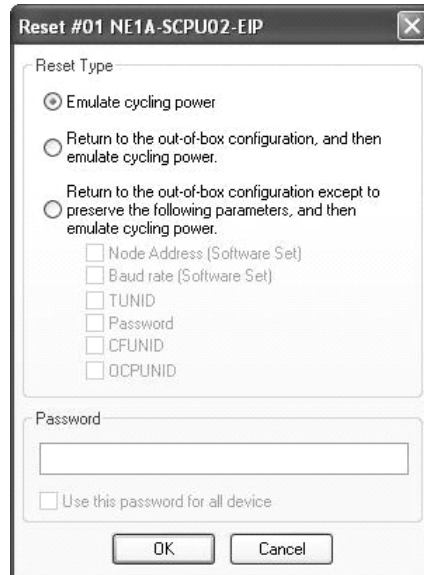 Reset #01 NE1A-SCPU02-EIP
Reset Type
Emulate cycling power
Return to the out-of-box configuration, and then
emulate cycling power.
Return to the out-of-box configuration except to
preserve the following parameters, and then
emulate cycling power.
Node Address (Software Set)
Baud rate (Software Set)
TUNID
Password
CFUNID
OCPUNID
Password
Use this password for all device
OK
Cancel